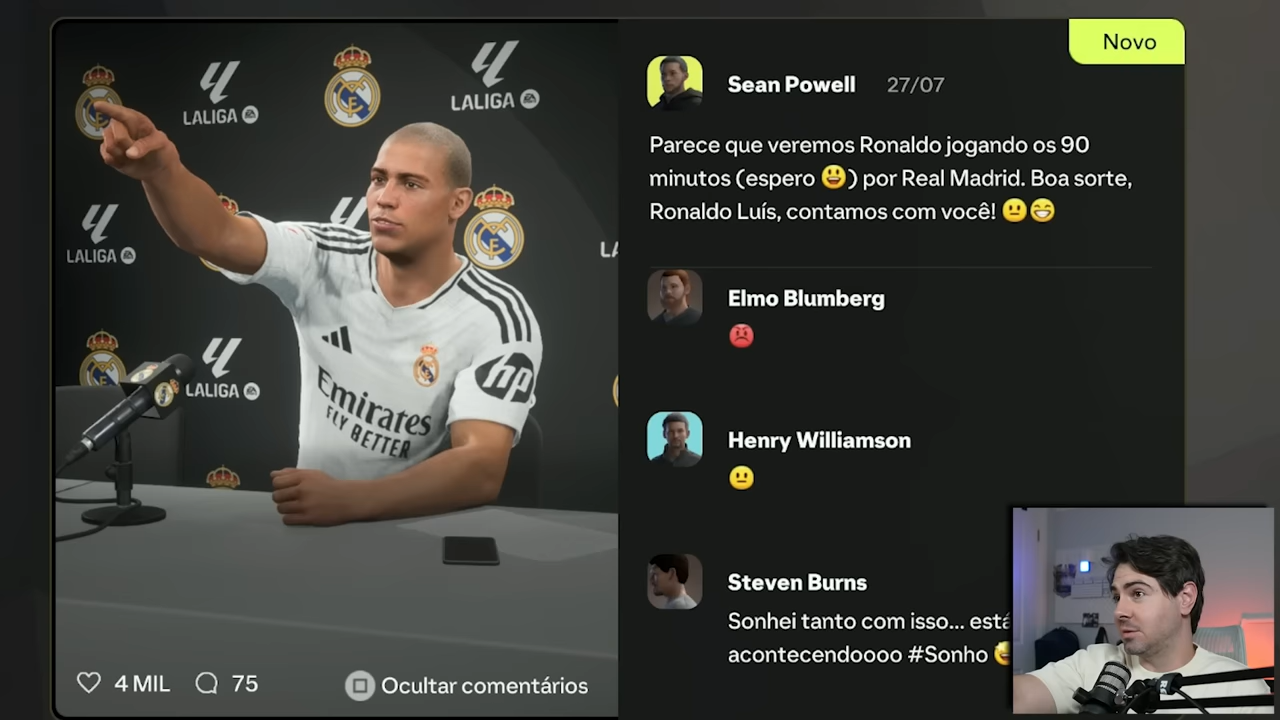 LALIGA
LALIGA
LALIGA
LALIGA
Emirates
FLY BETTER
hp
4 MIL
75
Ocultar comentários
Novo
Sean Powell 27/07
Parece que veremos Ronaldo jogando os 90
minutos (espero 😃) por Real Madrid. Boa sorte,
Ronaldo Luís, contamos com você! 😐😁
Elmo Blumberg
😡
Henry Williamson
😐
Steven Burns
Sonhei tanto com isso... está
acontecendoooo #Sonho